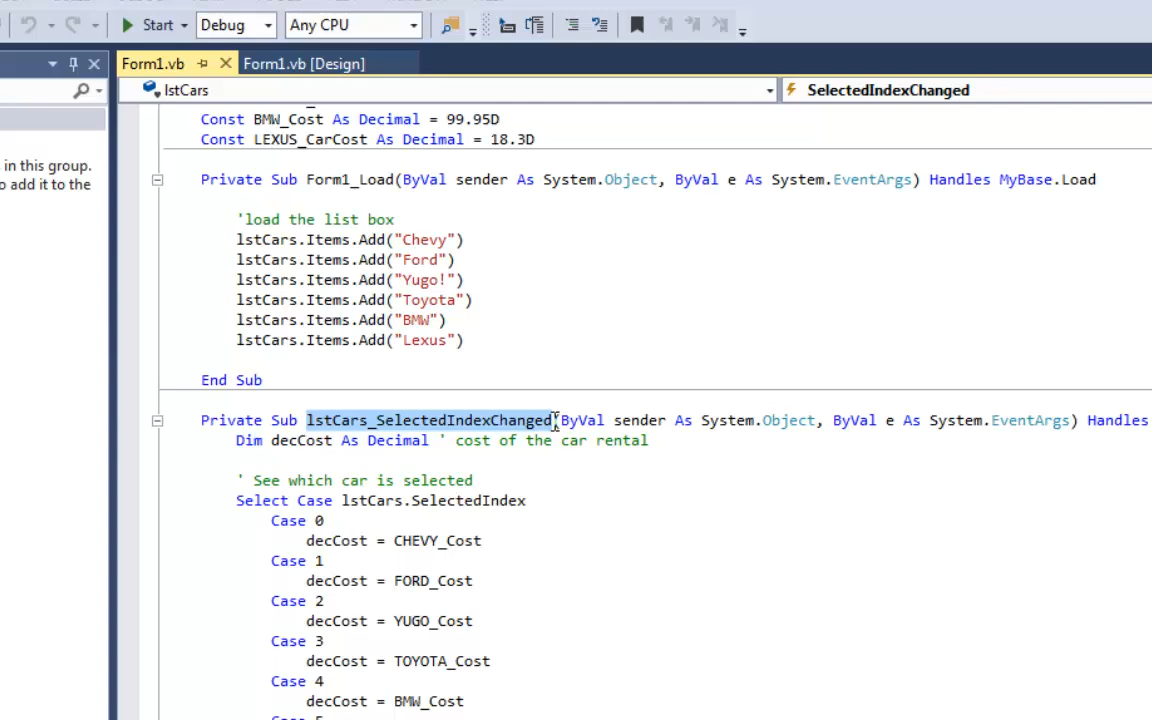 Start Debug Any CPU
Form1.vb Form1.vb [Design]
lstCars SelectedIndexChanged
Const BMW_Cost As Decimal = 99.95D
Const LEXUS_CarCost As Decimal = 18.3D
in this group.
o add it to the
Private Sub Form1_Load(ByVal sender As System.Object, ByVal e As System.EventArgs) Handles MyBase.Load
'load the list box
lstCars.Items.Add("Chevy")
lstCars.Items.Add("Ford")
lstCars.Items.Add("Yugo!")
lstCars.Items.Add("Toyota")
lstCars.Items.Add("BMW")
lstCars.Items.Add("Lexus")
End Sub
Private Sub lstCars_SelectedIndexChanged(ByVal sender As System.Object, ByVal e As System.EventArgs) Handles
Dim decCost As Decimal ' cost of the car rental
' See which car is selected
Select Case lstCars.SelectedIndex
Case 0
decCost = CHEVY_Cost
Case 1
decCost = FORD_Cost
Case 2
decCost = YUGO_Cost
Case 3
decCost = TOYOTA_Cost
Case 4
decCost = BMW_Cost